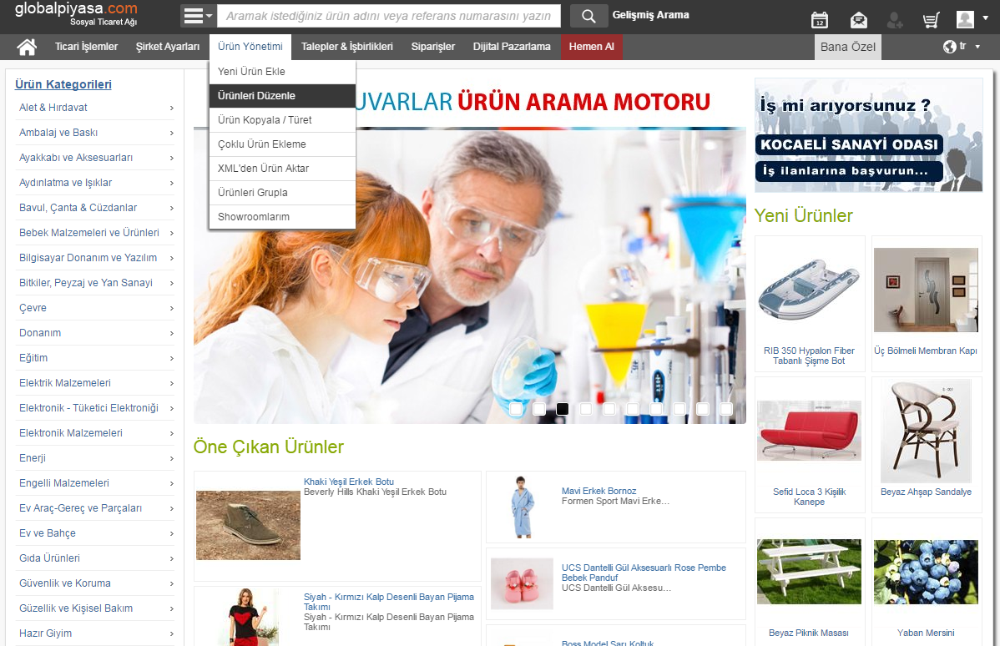 globalpiyasa.com
Sosyal Ticaret Ağı
Aramak istediğiniz ürün adını veya referans numarasını yazın
Gelişmiş Arama
12
Ticari İşlemler
Şirket Ayarları
Ürün Yönetimi
Talepler & İşbirlikleri
Siparişler
Dijital Pazarlama
Hemen Al
Bana Özel
tr
Yeni Ürün Ekle
Ürünleri Düzenle
Ürün Kopyala / Türet
Çoklu Ürün Ekleme
XML'den Ürün Aktar
Ürünleri Grupla
Showroomlarım
Ürün Kategorileri
Alet & Hırdavat
Ambalaj ve Baskı
Ayakkabı ve Aksesuarları
Aydınlatma ve Işıklar
Bavul, Çanta & Cüzdanlar
Bebek Malzemeleri ve Ürünleri
Bilgisayar Donanım ve Yazılım
Bitkiler, Peyzaj ve Yan Sanayi
Çevre
Donanım
Eğitim
Elektrik Malzemeleri
Elektronik - Tüketici Elektroniği
Elektronik Malzemeleri
Enerji
Engelli Malzemeleri
Ev Araç-Gereç ve Parçaları
Ev ve Bahçe
Gıda Ürünleri
Güvenlik ve Koruma
Güzellik ve Kişisel Bakım
Hazır Giyim
UVARLAR ÜRÜN ARAMA MOTORU
Öne Çıkan Ürünler
Khaki Yeşil Erkek Botu
Beverly Hills Khaki Yeşil Erkek Botu
Siyah - Kırmızı Kalp Desenli Bayan Pijama
Takımı
Siyah - Kırmızı Kalp Desenli Bayan Pijama
Takımı
Mavi Erkek Bornoz
Formen Sport Mavi Erke...
UCS Dantelli Gül Aksesuarlı Rose Pembe
Bebek Panduf
UCS Dantelli Gül Aksesu...
Boss Model Sarı Koltuk
İş mi arıyorsunuz ?
KOCAELİ SANAYİ ODASI
İş ilanlarına başvurun...
Yeni Ürünler
RIB 350 Hypalon Fiber
Tabanlı Şişme Bot
Üç Bölmeli Membran Kapı
Sefid Loca 3 Kişilik
Kanepe
Beyaz Ahşap Sandalye
Beyaz Piknik Masası
Yaban Mersini